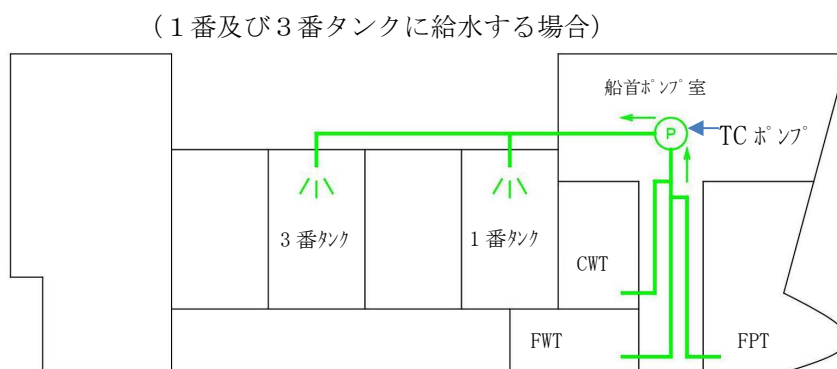 （１番及び３番タンクに給水する場合）
船首ﾎﾟﾝﾌﾟ室
P
TC ﾎﾟﾝﾌﾟ
３番ﾀﾝｸ
１番ﾀﾝｸ
CWT
FWT
FPT